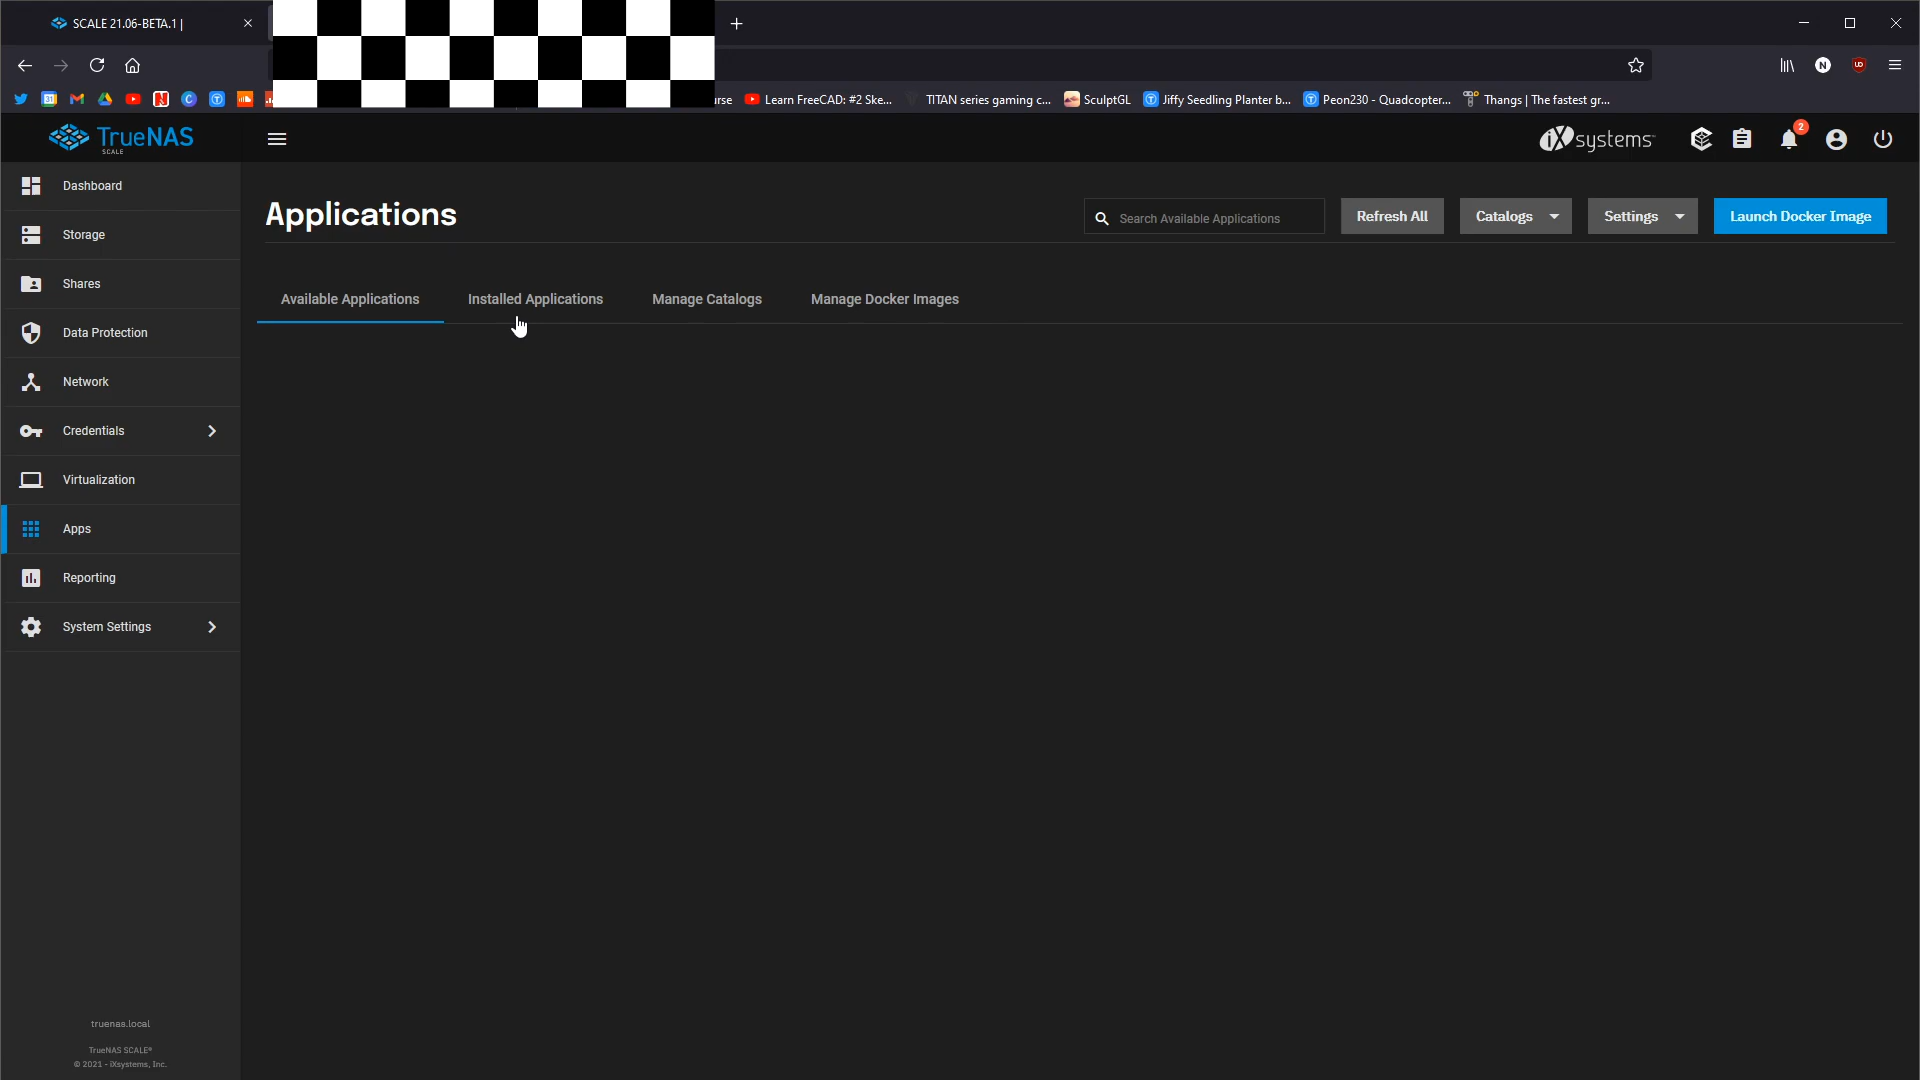 SCALE 21.06-BETA.1 |
urse
Learn FreeCAD: #2 Ske...
TITAN series gaming c...
SculptGL
Jiffy Seedling Planter b...
Peon230 - Quadcopter...
Thangs | The fastest gr...
TrueNAS
SCALE
iXsystems
2
Dashboard
Storage
Shares
Data Protection
Network
Credentials
Virtualization
Apps
Reporting
System Settings
truenas.local
TrueNAS SCALE®
© 2021 - iXsystems, Inc.
Applications
Search Available Applications
Refresh All
Catalogs
Settings
Launch Docker Image
Available Applications
Installed Applications
Manage Catalogs
Manage Docker Images